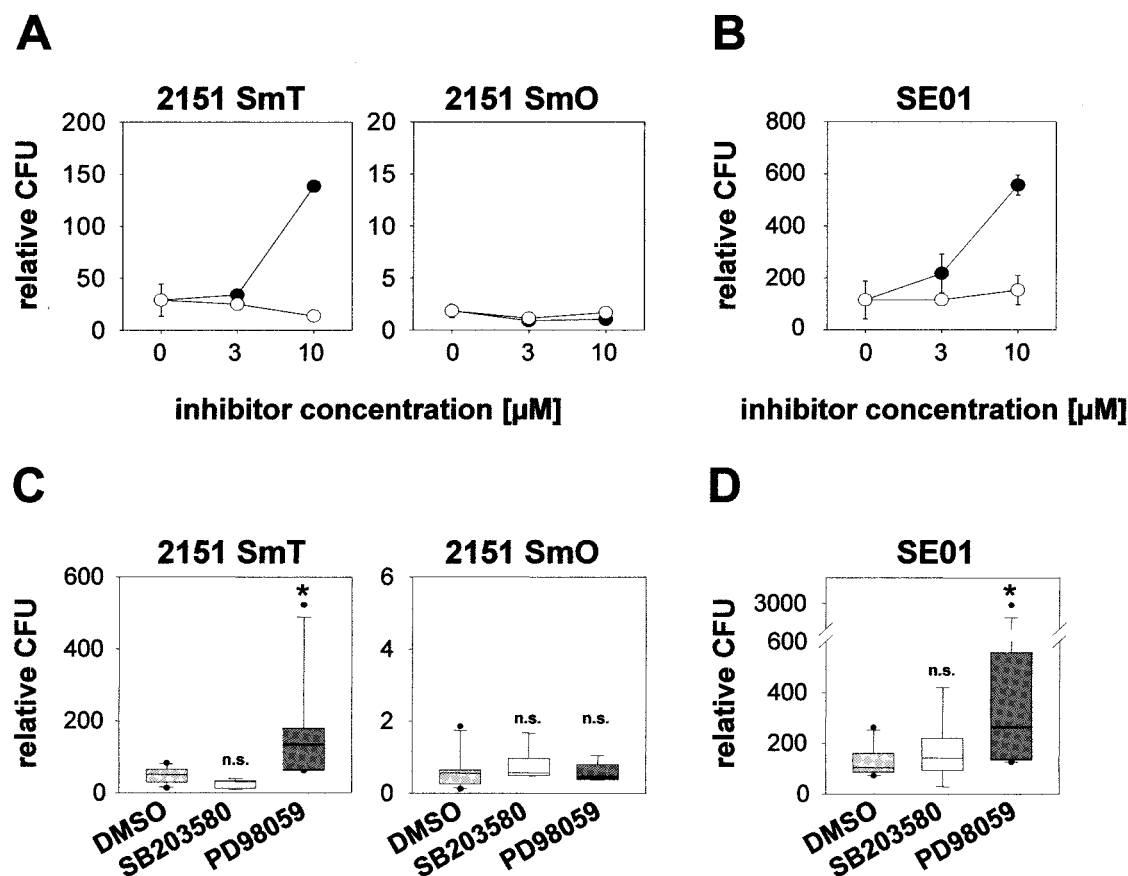 A
B
2151 SmT
2151 SmO
SE01
relative CFU
200
150
100
50
0
20
15
10
5
0
relative CFU
800
600
400
200
0
0 3 10
0 3 10
0 3 10
inhibitor concentration [µM]
inhibitor concentration [µM]
C
D
2151 SmT
2151 SmO
SE01
relative CFU
600
400
200
0
n.s.
*
6
4
2
0
n.s.
n.s.
relative CFU
3000
600
400
200
0
n.s.
*
DMSO
SB203580
PD98059
DMSO
SB203580
PD98059
DMSO
SB203580
PD98059